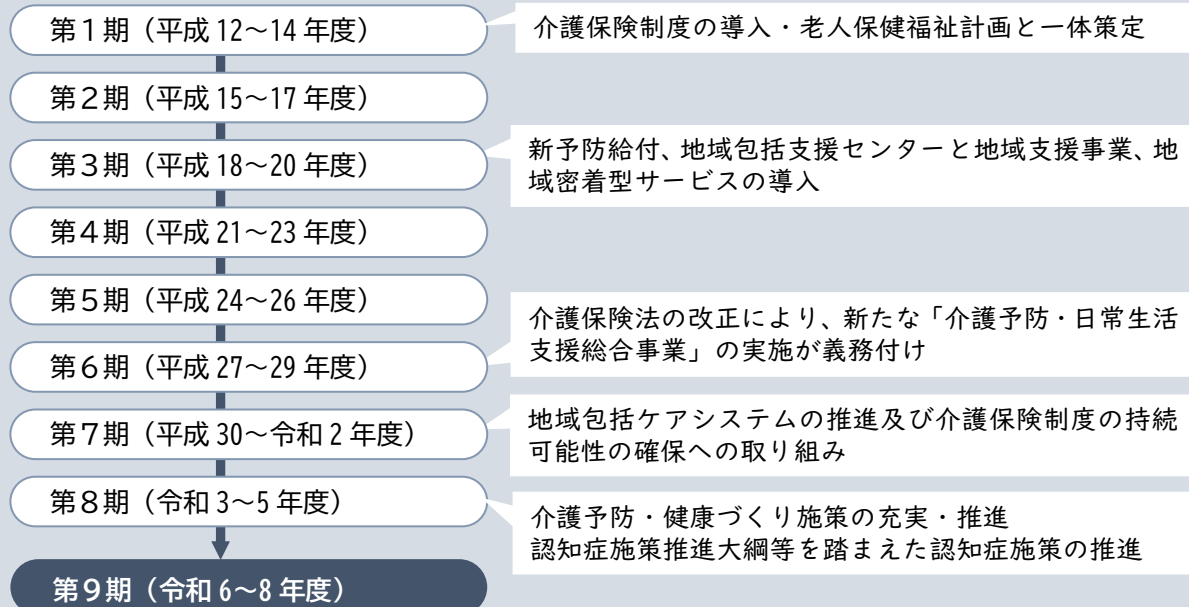 第１期（平成 12～14 年度）
介護保険制度の導入・老人保健福祉計画と一体策定
第２期（平成 15～17 年度）
第３期（平成 18～20 年度）
新予防給付、地域包括支援センターと地域支援事業、地
域密着型サービスの導入
第４期（平成 21～23 年度）
第５期（平成 24～26 年度）
第６期（平成 27～29 年度）
介護保険法の改正により、新たな「介護予防・日常生活
支援総合事業」の実施が義務付け
第７期（平成 30～令和 2 年度）
地域包括ケアシステムの推進及び介護保険制度の持続
可能性の確保への取り組み
第８期（令和 3～5 年度）
介護予防・健康づくり施策の充実・推進
認知症施策推進大綱等を踏まえた認知症施策の推進
第９期（令和 6～8 年度）